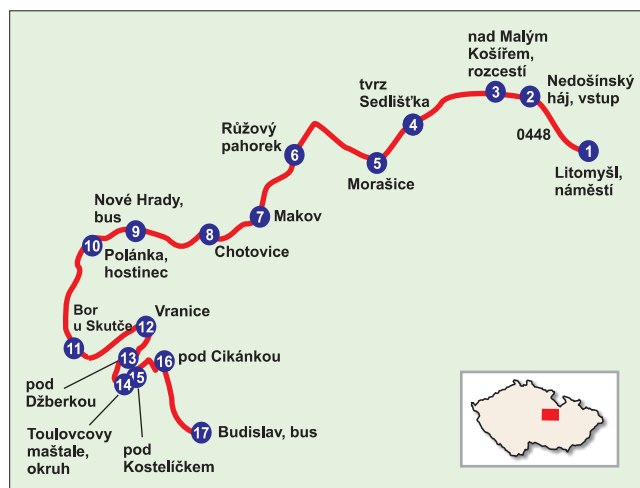 nad Malým
Košířem,
rozcestí
3
2
Nedošínský
háj, vstup
0448
1
Litomyšl,
náměstí
tvrz
Sedlišťka
4
5
Morašice
Růžový
pahorek
6
7
Makov
8
Chotovice
Nové Hrady,
bus
9
10
Polánka,
hostinec
Bor
u Skutče
11
Vranice
12
13
pod
Džberkou
14
Toulovcovy
maštale,
okruh
15
pod
Kostelíčkem
16
pod Cikánkou
17
Budislav, bus